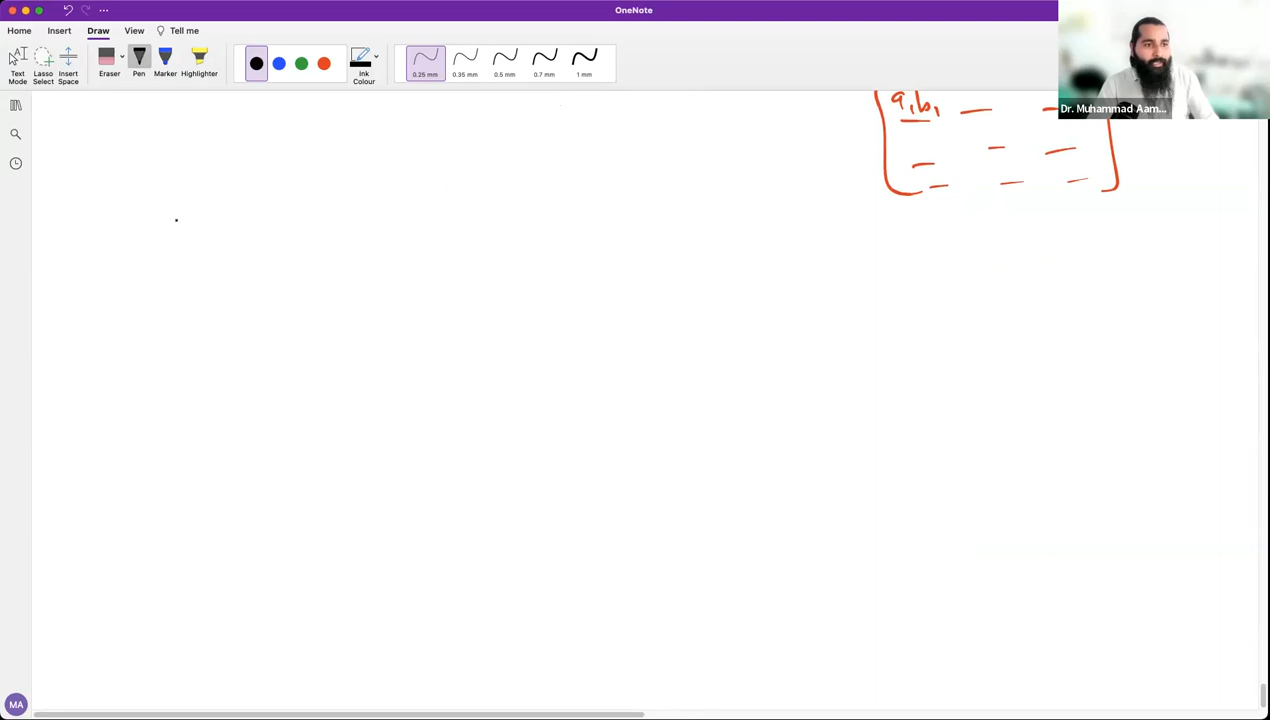 OneNote
Home Insert Draw View Tell me
Text Mode
Lasso Select
Insert Space
Eraser
Pen
Marker
Highlighter
Ink Colour
0.25 mm
0.35 mm
0.5 mm
0.7 mm
1 mm
Dr. Muhammad Aam...
a₁b₁
MA